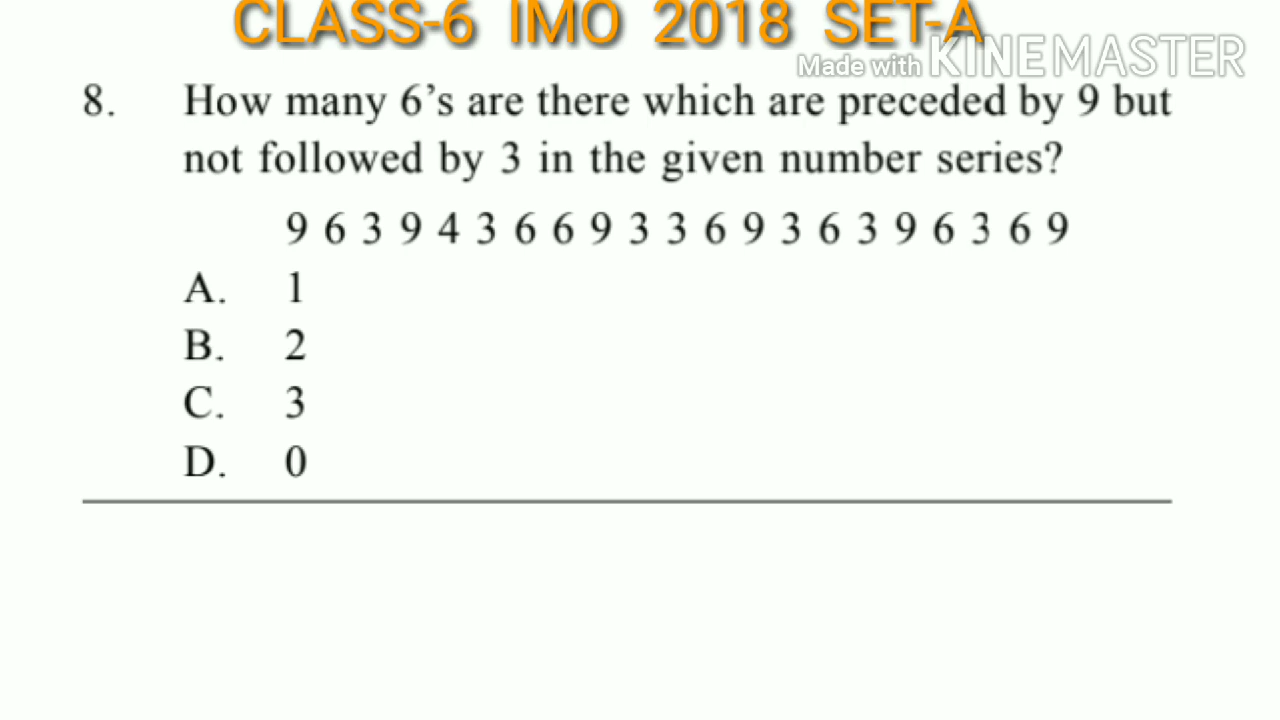 CLASS-6 IMO 2018 SET-A
Made with KINEMASTER
8. How many 6's are there which are preceded by 9 but
not followed by 3 in the given number series?
9 6 3 9 4 3 6 6 9 3 3 6 9 3 6 3 9 6 3 6 9
A. 1
B. 2
C. 3
D. 0